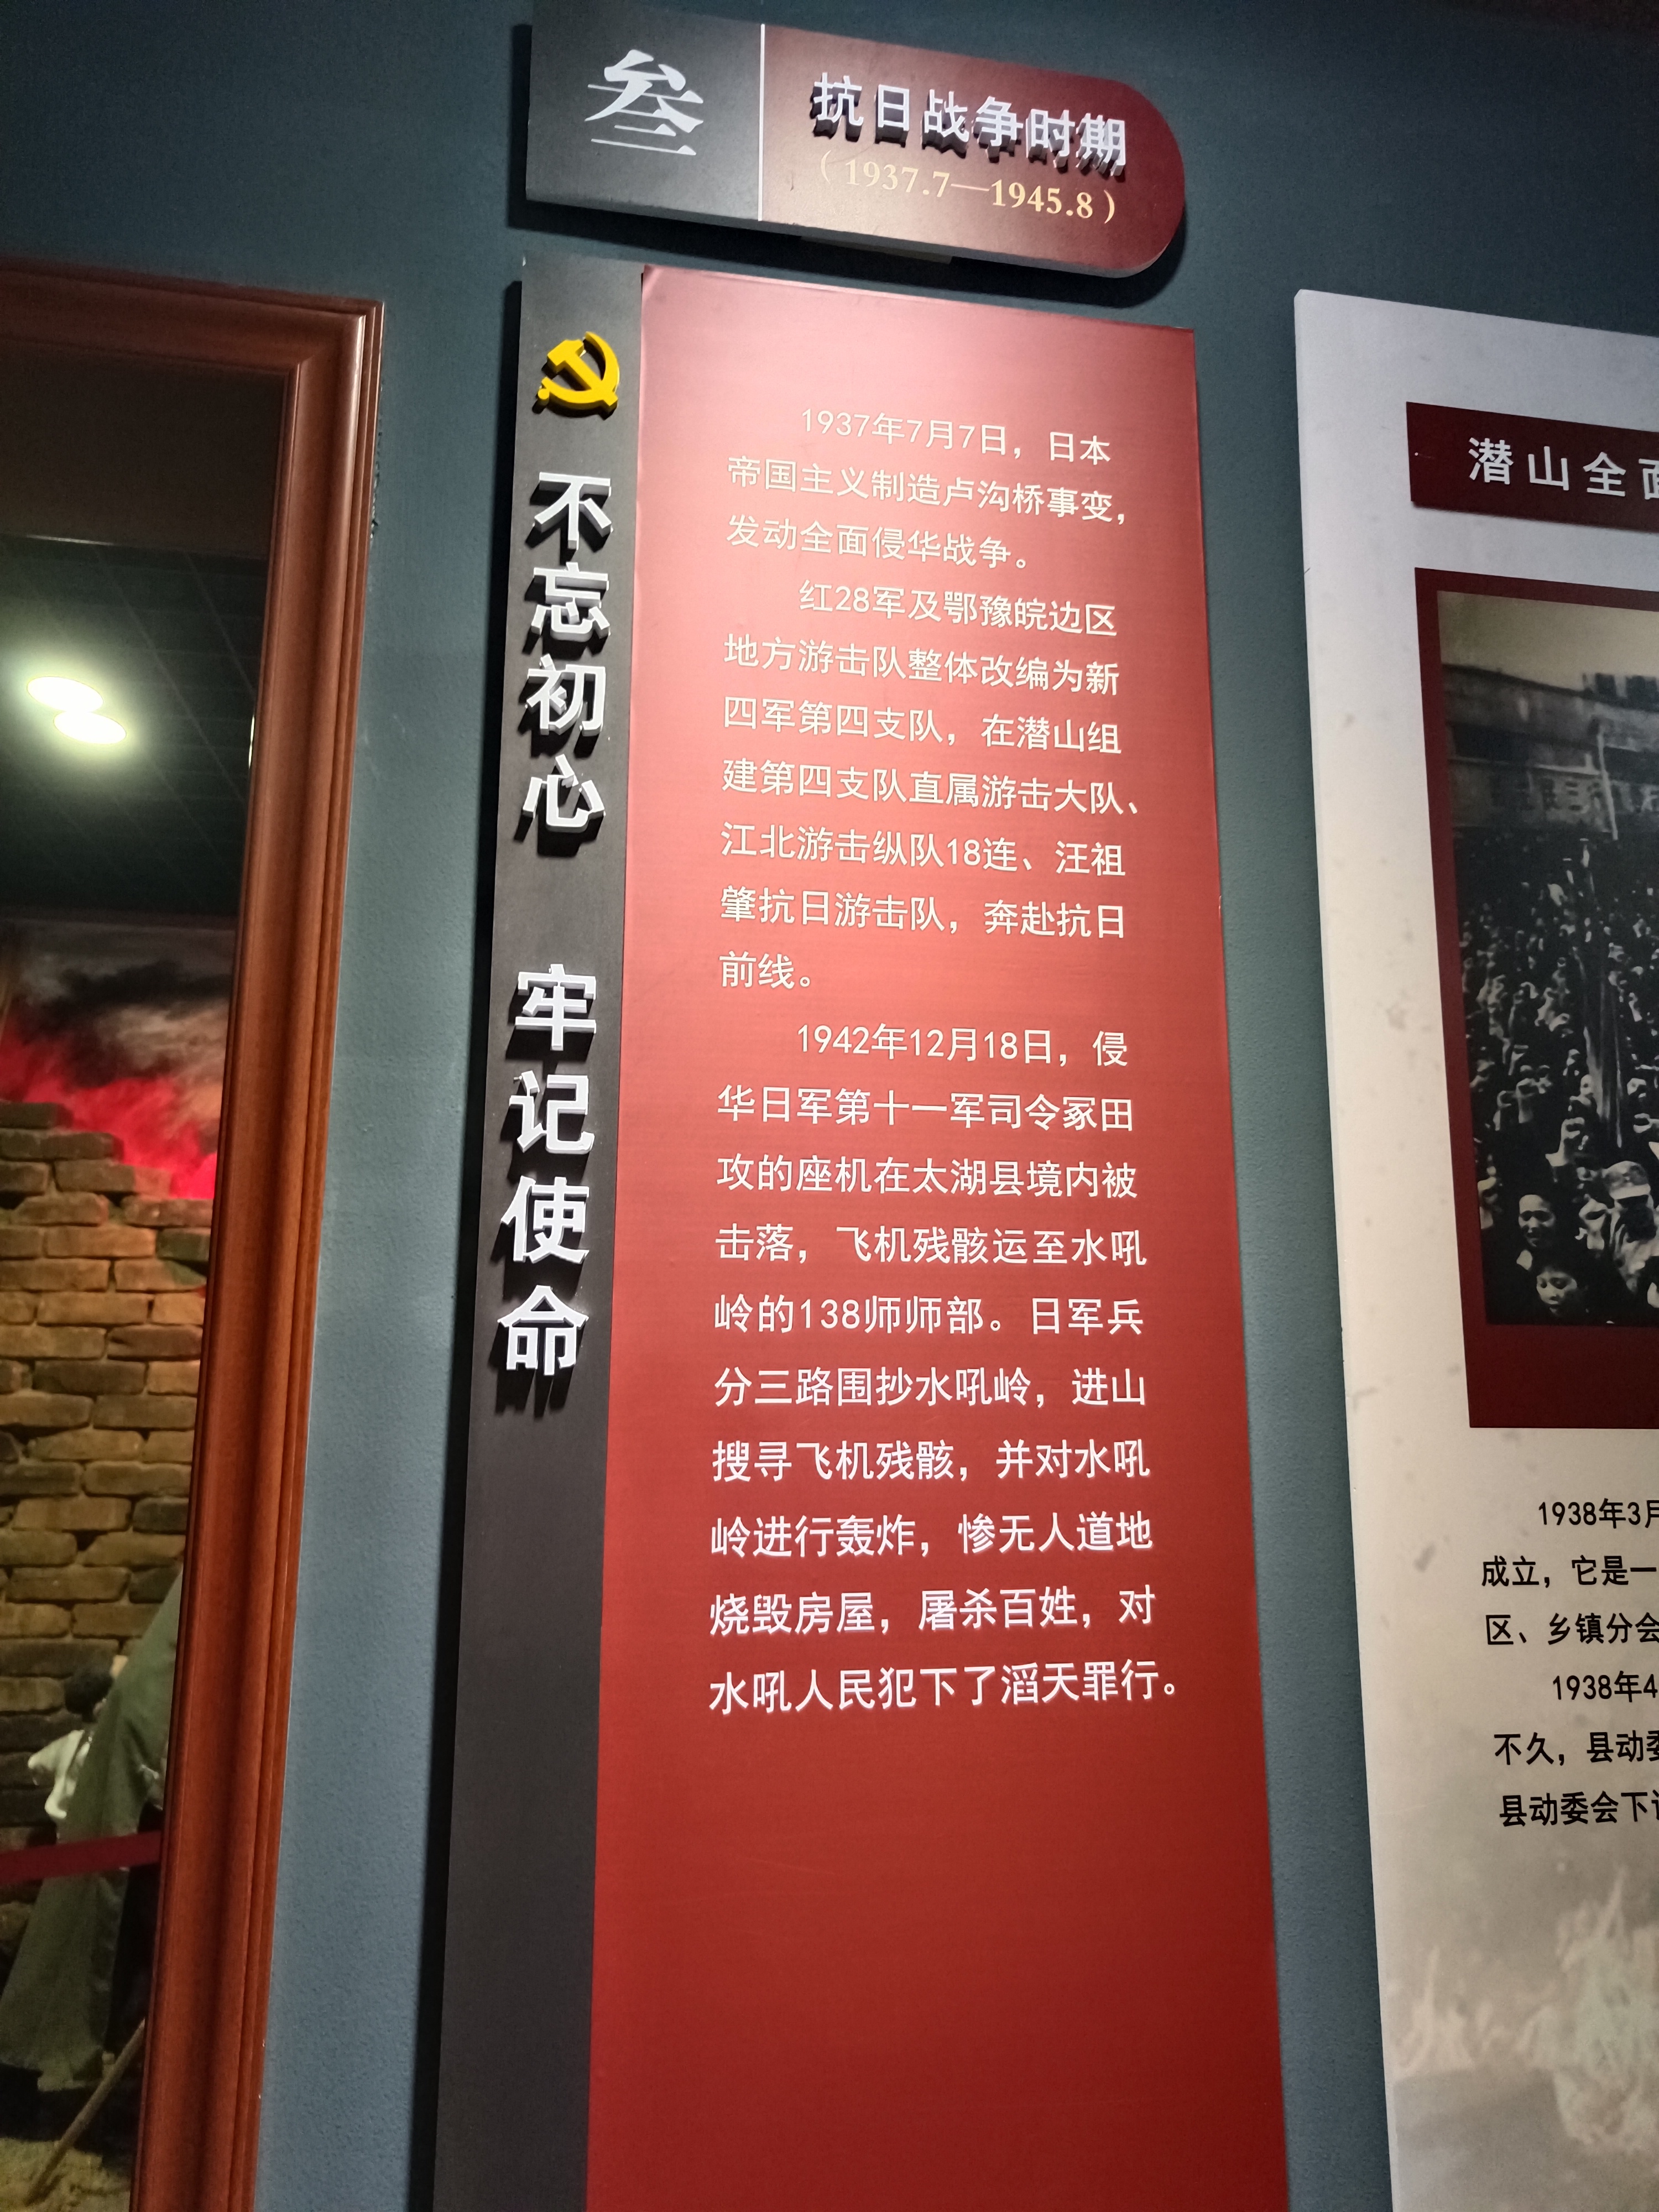 叁
抗日战争时期
（1937.7—1945.8）
不忘初心 牢记使命
1937年7月7日，日本
帝国主义制造卢沟桥事变，
发动全面侵华战争。
红28军及鄂豫皖边区
地方游击队整体改编为新
四军第四支队，在潜山组
建第四支队直属游击大队、
江北游击纵队18连、汪祖
肇抗日游击队，奔赴抗日
前线。
1942年12月18日，侵
华日军第十一军司令冢田
攻的座机在太湖县境内被
击落，飞机残骸运至水吼
岭的138师师部。日军兵
分三路围抄水吼岭，进山
搜寻飞机残骸，并对水吼
岭进行轰炸，惨无人道地
烧毁房屋，屠杀百姓，对
水吼人民犯下了滔天罪行。
潜山全
1938年3月
成立，它是一
区、乡镇分会
1938年4
不久，县动委
县动委会下